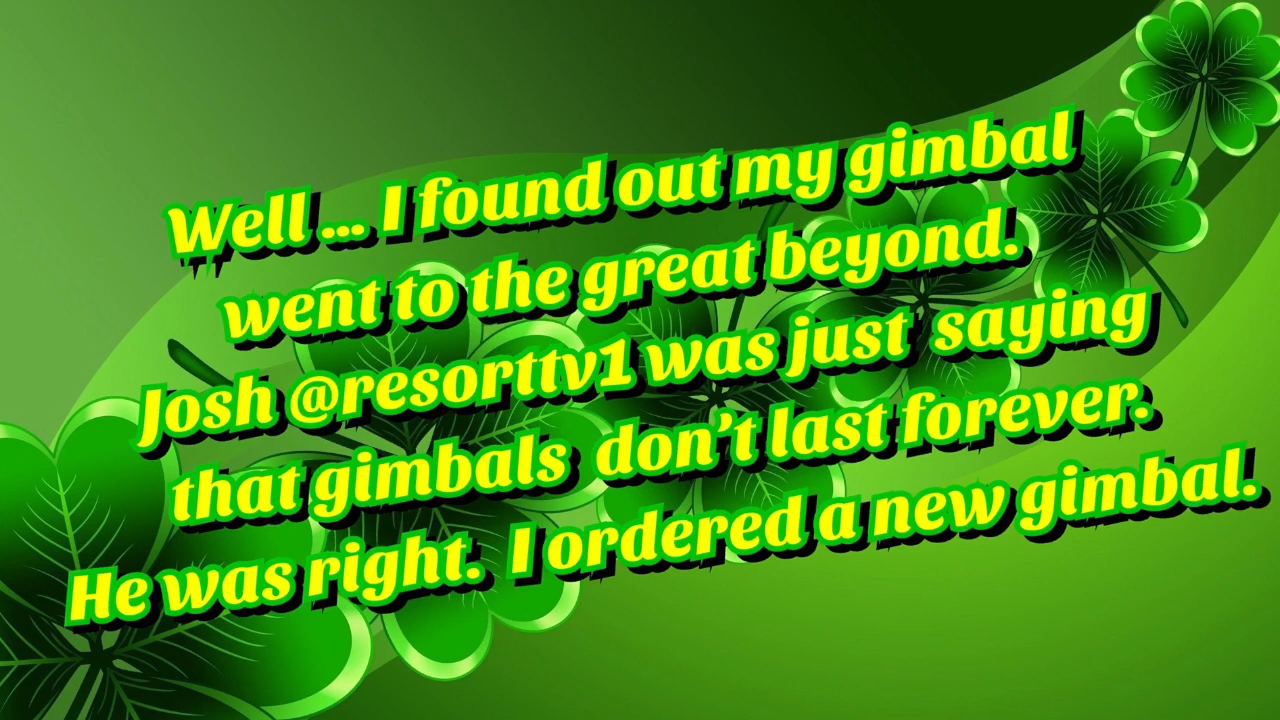 Well ... I found out my gimbal
went to the great beyond.
Josh @resorttv1 was just  saying
that gimbals  don't last forever.
He was right.  I ordered a new gimbal.